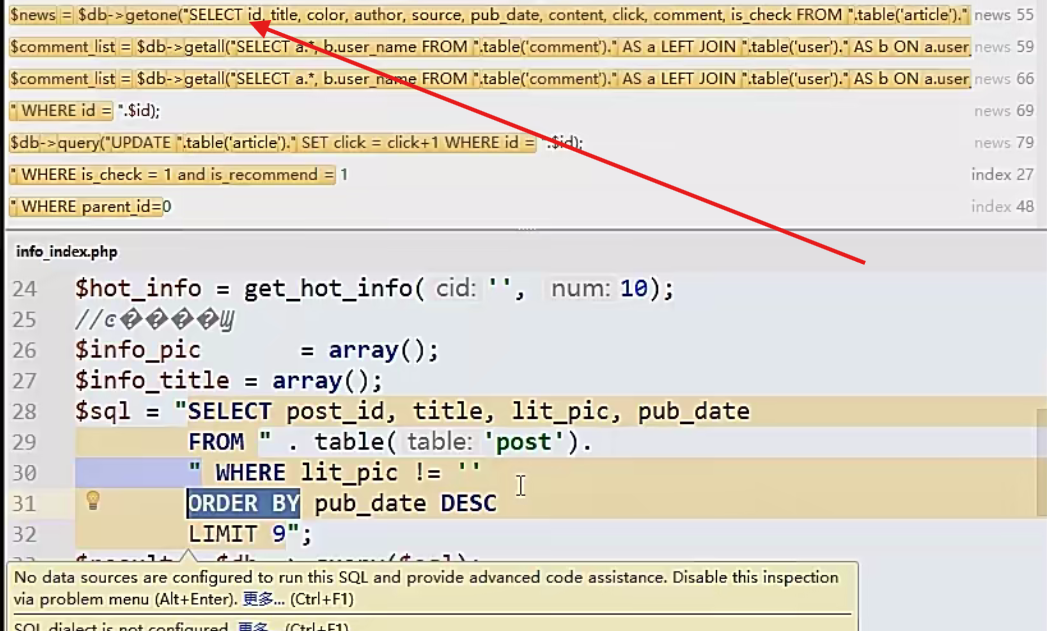 $news = $db->getone("SELECT id, title, color, author, source, pub_date, content, click, comment, is_check FROM ".table('article')." news 55
$comment_list = $db->getall("SELECT a.*, b.user_name FROM ".table('comment')." AS a LEFT JOIN ".table('user')." AS b ON a.user_ news 59
$comment_list = $db->getall("SELECT a.*, b.user_name FROM ".table('comment')." AS a LEFT JOIN ".table('user')." AS b ON a.user_ news 66
" WHERE id = ".$id); news 69
$db->query("UPDATE ".table('article')." SET click = click+1 WHERE id = ".$id); news 79
" WHERE is_check = 1 and is_recommend = 1 index 27
" WHERE parent_id=0 index 48
info_index.php
24 $hot_info = get_hot_info( cid: '', num: 10);
25 //ͼ����Щ
26 $info_pic = array();
27 $info_title = array();
28 $sql = "SELECT post_id, title, lit_pic, pub_date
29 FROM " . table( table: 'post').
30 " WHERE lit_pic != ''
31 ORDER BY pub_date DESC
32 LIMIT 9";
No data sources are configured to run this SQL and provide advanced code assistance. Disable this inspection
via problem menu (Alt+Enter). 更多... (Ctrl+F1)
SQL dialect is not configured. 更多... (Ctrl+F1)